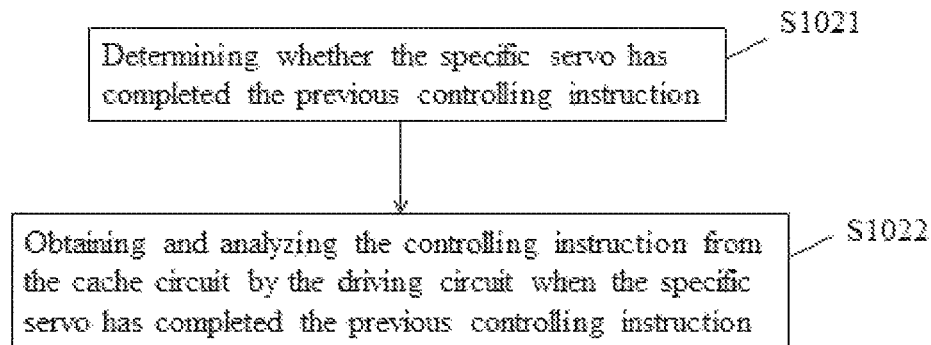 S1021
Determining whether the specific servo has
completed the previous controlling instruction
S1022
Obtaining and analyzing the controlling instruction from
the cache circuit by the driving circuit when the specific
servo has completed the previous controlling instruction